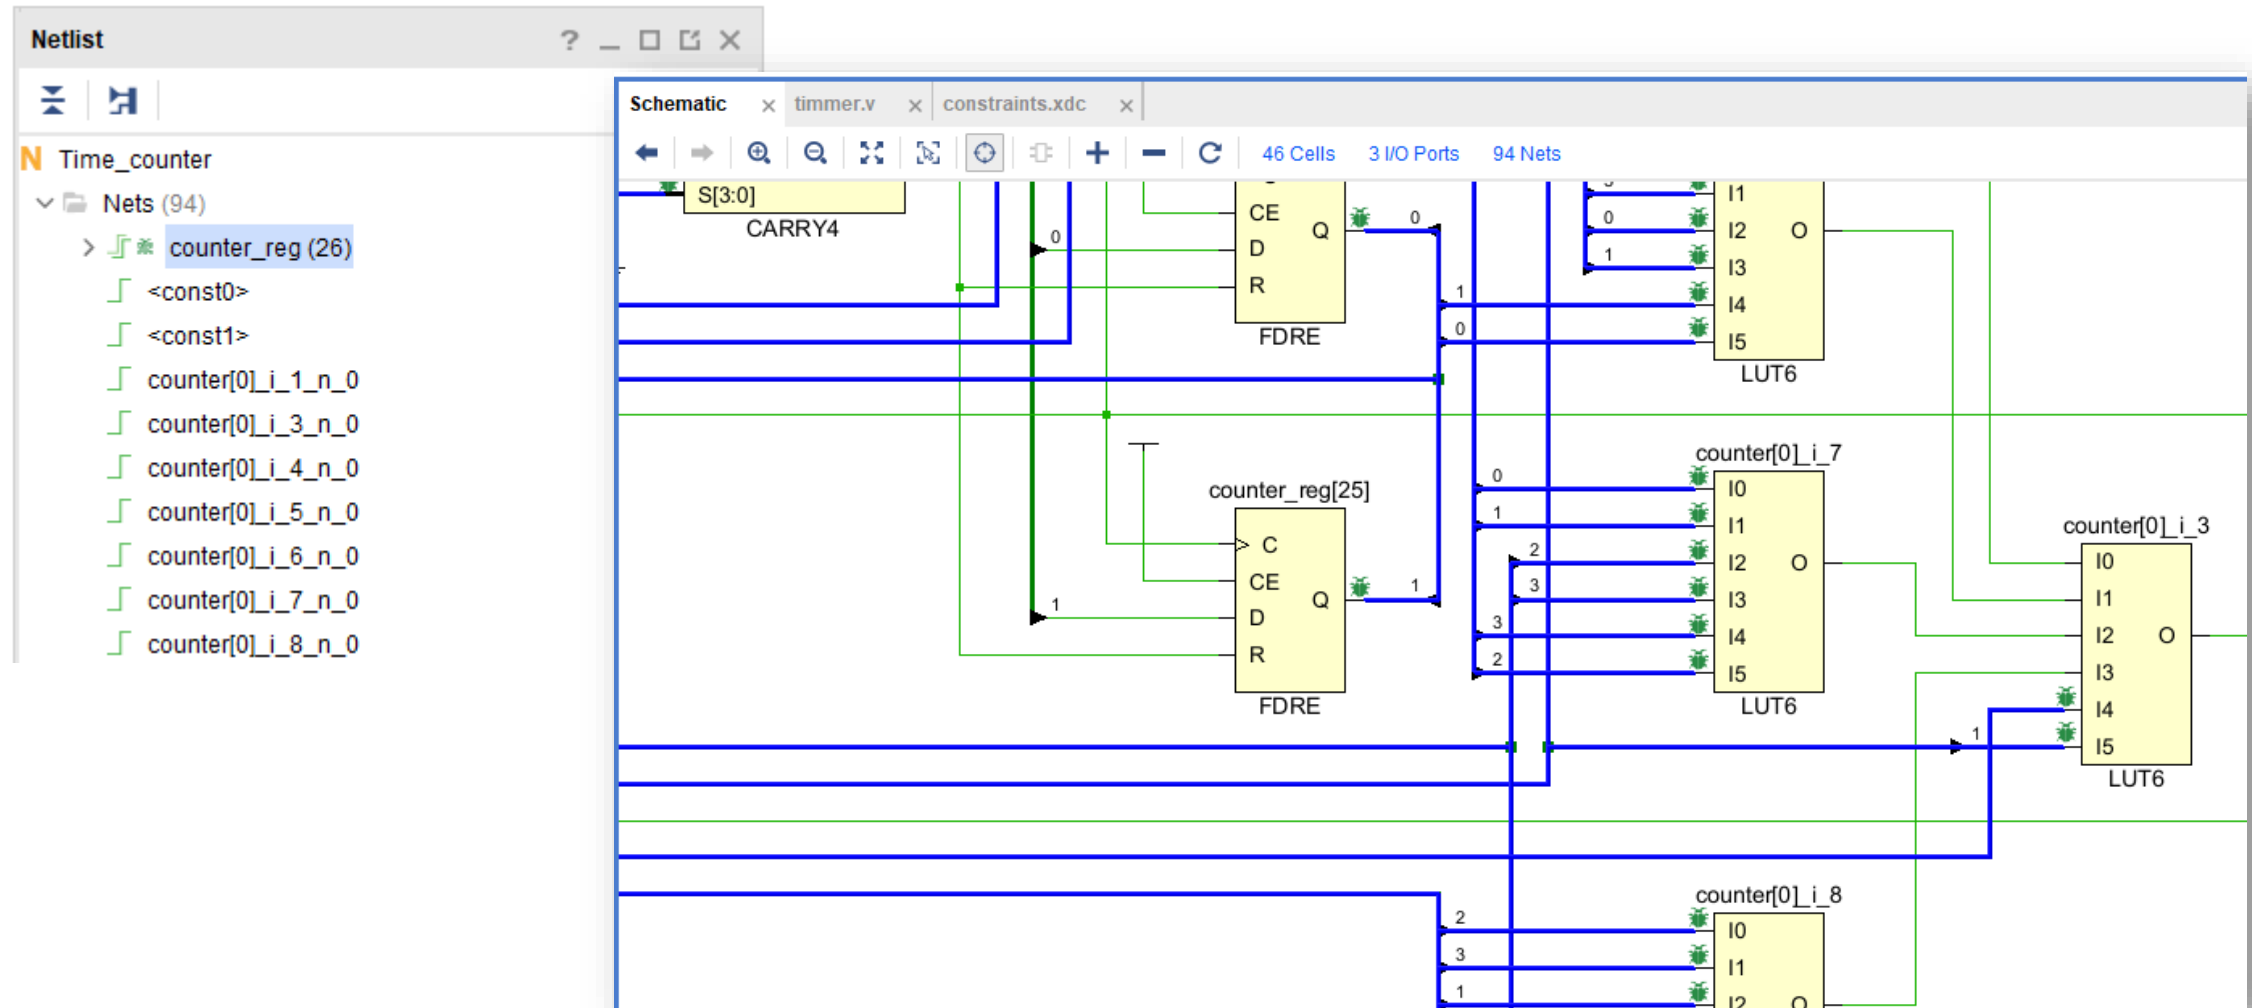 Netlist
?
Time_counter
Nets (94)
counter_reg (26)
<const0>
<const1>
counter[0]_i_1_n_0
counter[0]_i_3_n_0
counter[0]_i_4_n_0
counter[0]_i_5_n_0
counter[0]_i_6_n_0
counter[0]_i_7_n_0
counter[0]_i_8_n_0
Schematic
timmer.v
constraints.xdc
46 Cells
3 I/O Ports
94 Nets
S[3:0]
CARRY4
CE
D
R
Q
FDRE
0
0
I1
I2
I3
I4
I5
O
LUT6
0
1
1
0
counter_reg[25]
C
CE
D
R
Q
FDRE
1
1
counter[0]_i_7
I0
I1
I2
I3
I4
I5
O
LUT6
0
1
2
3
3
2
counter[0]_i_3
I0
I1
I2
I3
I4
I5
O
LUT6
1
counter[0]_i_8
I0
I1
I2
O
2
3
1